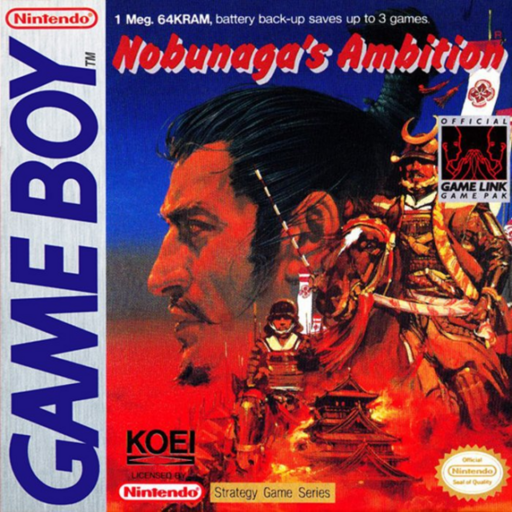 Nintendo®
GAME BOY
TM
1 Meg. 64KRAM, battery back-up saves up to 3 games.
Nobunaga's Ambition
OFFICIAL
GAME LINK
GAME PAK
KOEI
LICENSED BY
Nintendo®
Strategy Game Series
Official
Nintendo
Seal of Quality